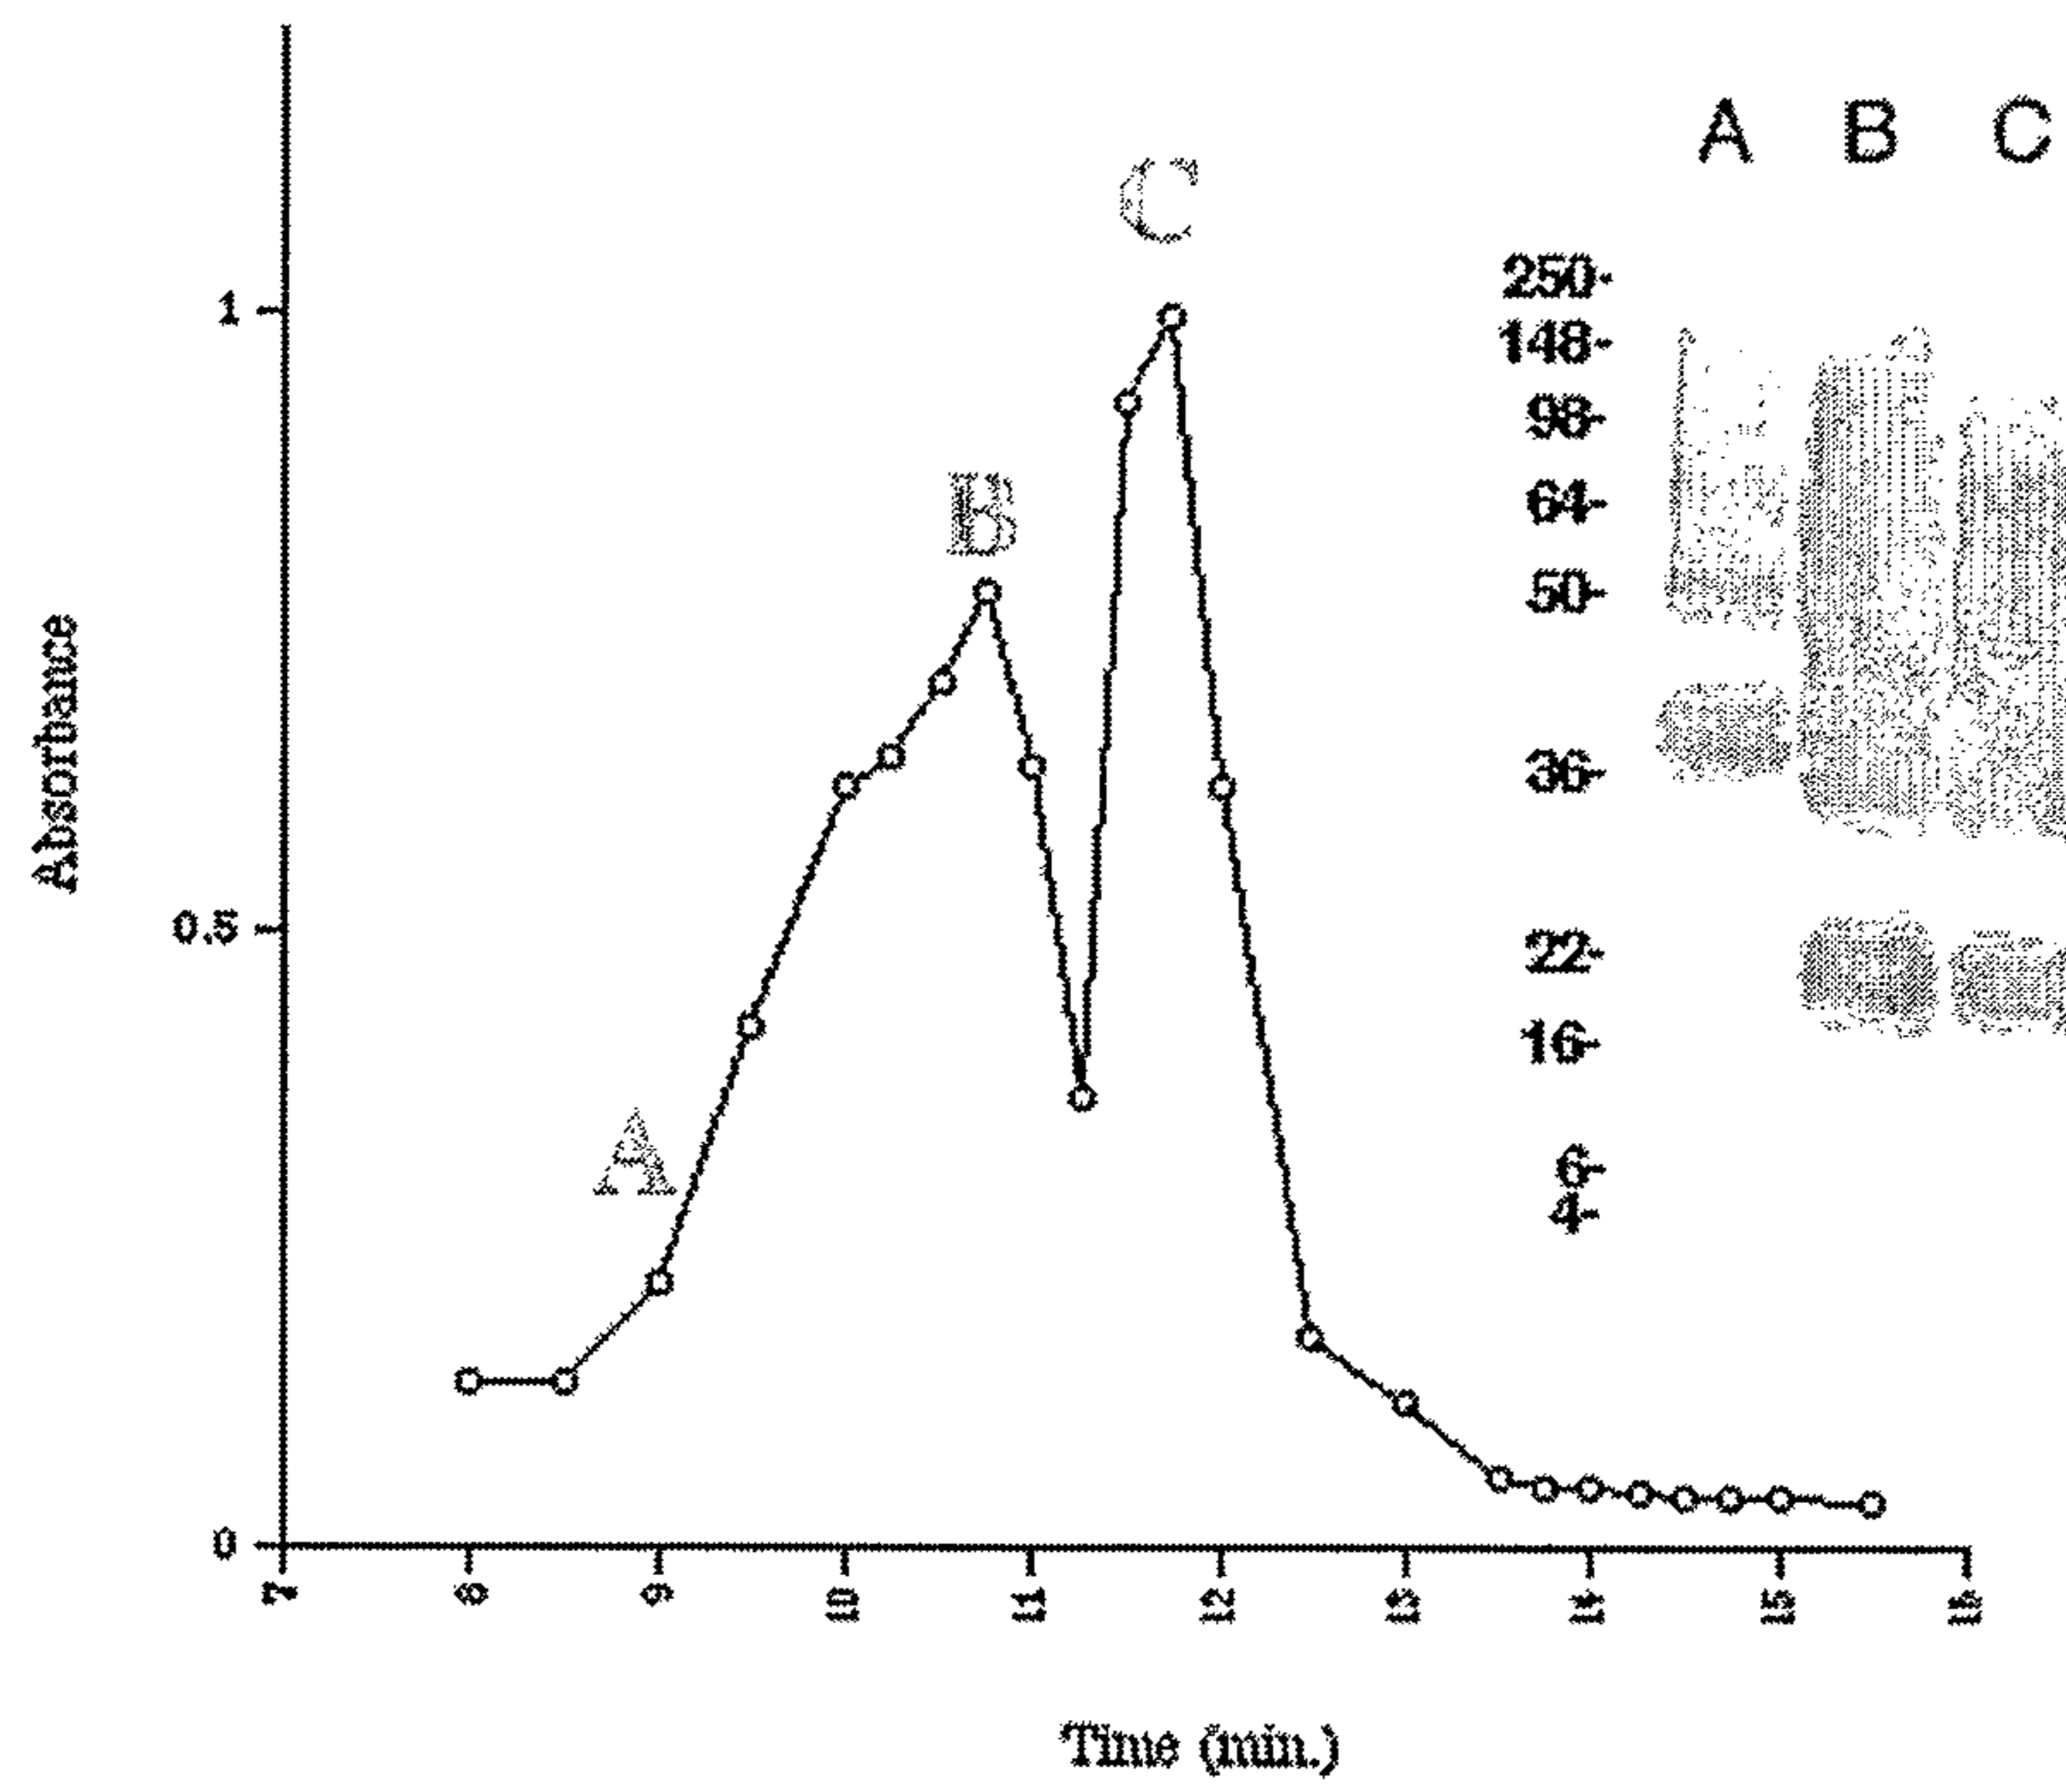 A B C
C
250-
1
148-
98-
B
64-
50-
Absorbance
36-
0.5
22-
16-
A
6-
4-
0
7 8 9 10 11 12 13 14 15 16
Time (min.)